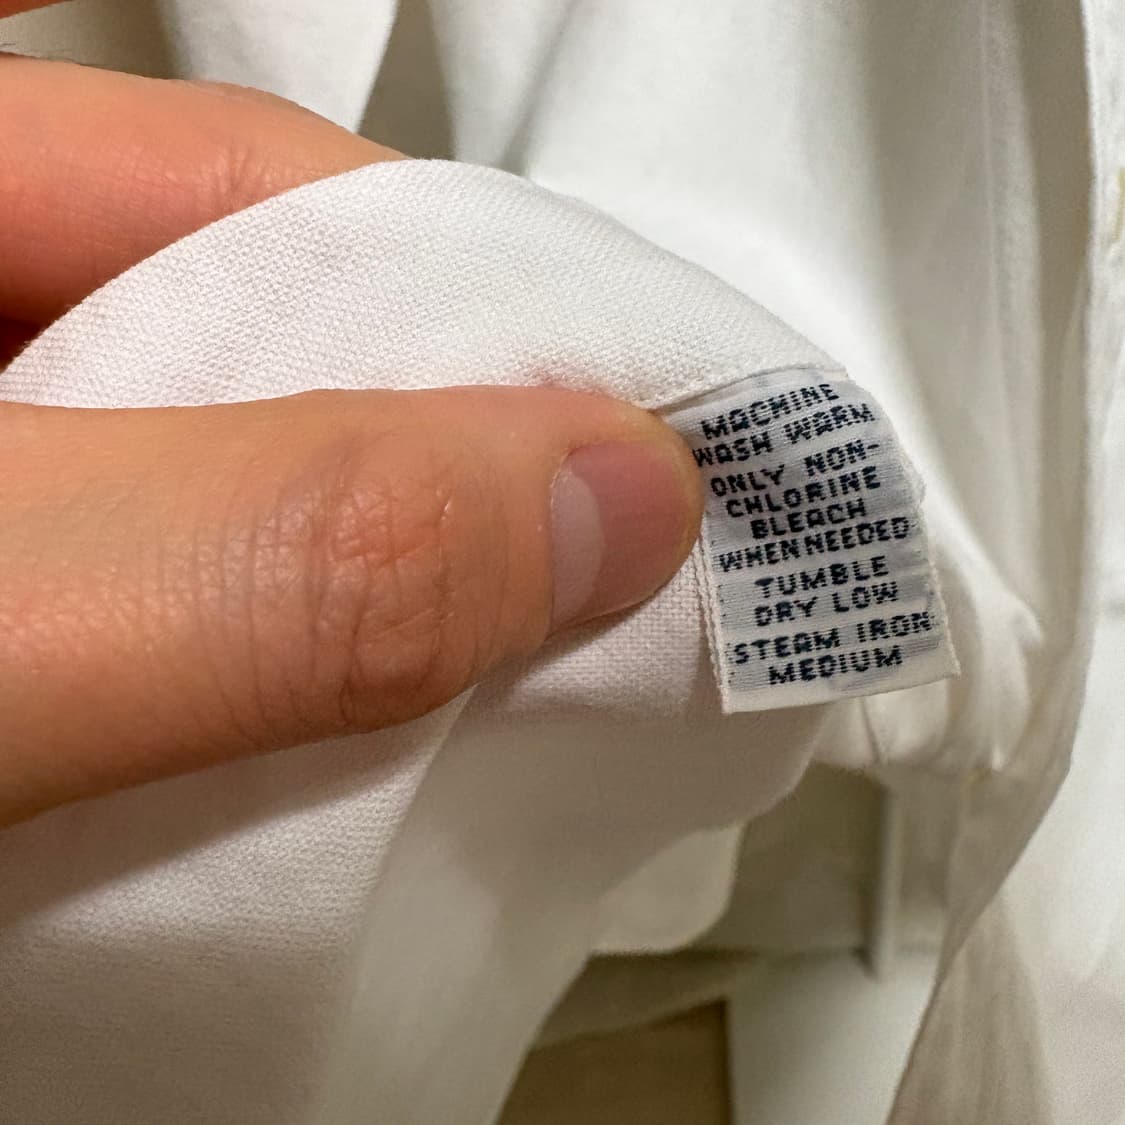 MACHINE
WASH WARM
ONLY NON-
CHLORINE
BLEACH
WHEN NEEDED
TUMBLE
DRY LOW
STEAM IRON
MEDIUM